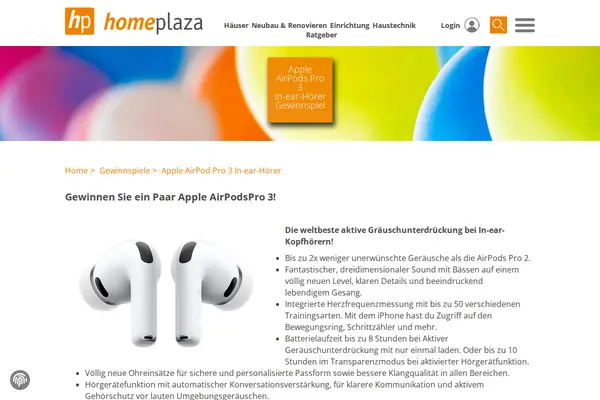 hp homeplaza
Häuser Neubau & Renovieren Einrichtung Haustechnik
Ratgeber
Login
Apple
AirPods Pro
3
In-ear-Hörer
Gewinnspiel
Home > Gewinnspiele > Apple AirPod Pro 3 In-ear-Hörer
Gewinnen Sie ein Paar Apple AirPodsPro 3!
Die weltbeste aktive Gräuschunterdrückung bei In-ear-
Kopfhörern!
• Bis zu 2x weniger unerwünschte Geräusche als die AirPods Pro 2.
• Fantastischer, dreidimensionaler Sound mit Bässen auf einem
völlig neuen Level, klaren Details und beeindruckend
lebendigem Gesang.
• Integrierte Herzfrequenzmessung mit bis zu 50 verschiedenen
Trainingsarten. Mit dem iPhone hast du Zugriff auf den
Bewegungsring, Schrittzähler und mehr.
• Batterielaufzeit bis zu 8 Stunden bei Aktiver
Geräuschunterdrückung mit nur einmal laden. Oder bis zu 10
Stunden im Transparenzmodus bei aktivierter Hörgerätfunktion.
• Völlig neue Ohreinsätze für sichere und personalisierte Passform sowie bessere Klangqualität in allen Bereichen.
• Hörgerätefunktion mit automatischer Konversationsverstärkung, für klarere Kommunikation und aktivem
Gehörschutz vor lauten Umgebungsgeräuschen.